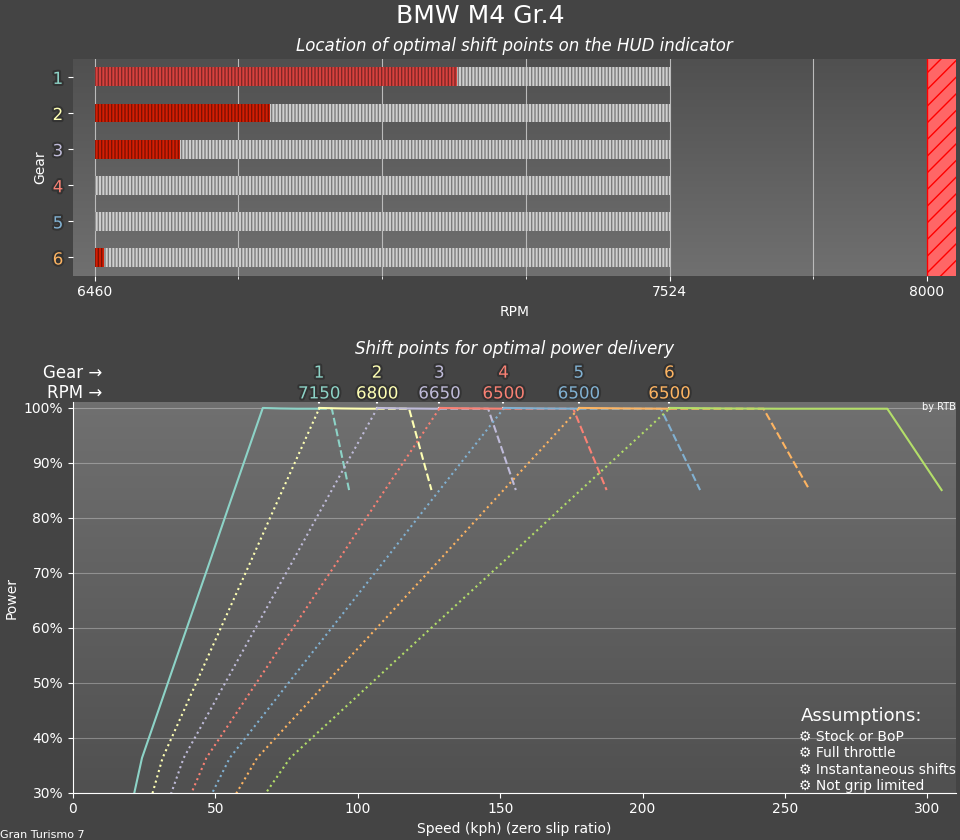 BMW M4 Gr.4
Location of optimal shift points on the HUD indicator
Gear
1
2
3
4
5
6
6460 7524 8000
RPM
Shift points for optimal power delivery
Gear → 1 2 3 4 5 6
RPM → 7150 6800 6650 6500 6500 6500
by RTB
100%
90%
80%
70%
60%
50%
40%
30%
Power
Assumptions:
⚙ Stock or BoP
⚙ Full throttle
⚙ Instantaneous shifts
⚙ Not grip limited
0 50 100 150 200 250 300
Speed (kph) (zero slip ratio)
Gran Turismo 7